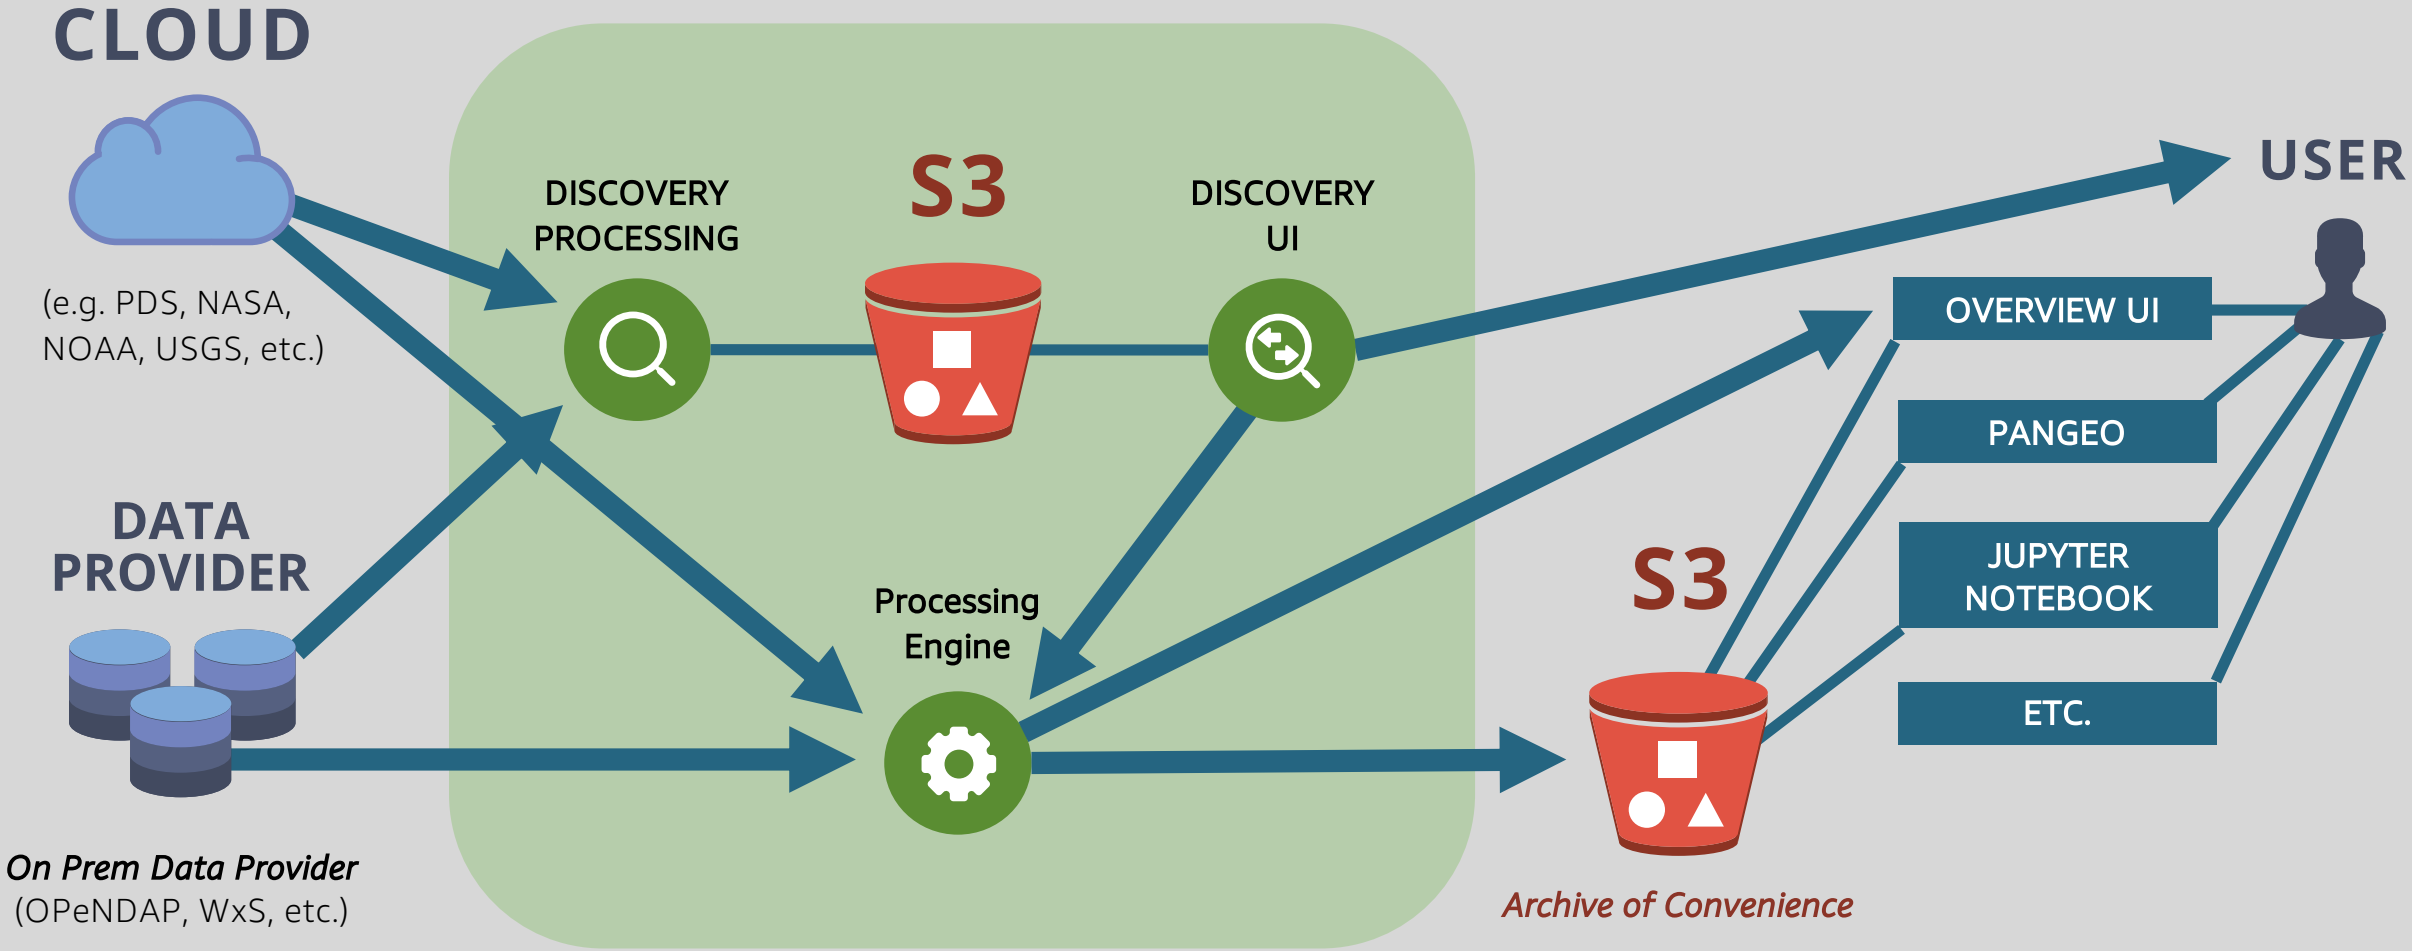 CLOUD
(e.g. PDS, NASA,
NOAA, USGS, etc.)
DATA
PROVIDER
On Prem Data Provider
(OPeNDAP, WxS, etc.)
DISCOVERY
PROCESSING
S3
DISCOVERY
UI
Processing
Engine
S3
Archive of Convenience
USER
OVERVIEW UI
PANGEO
JUPYTER
NOTEBOOK
ETC.